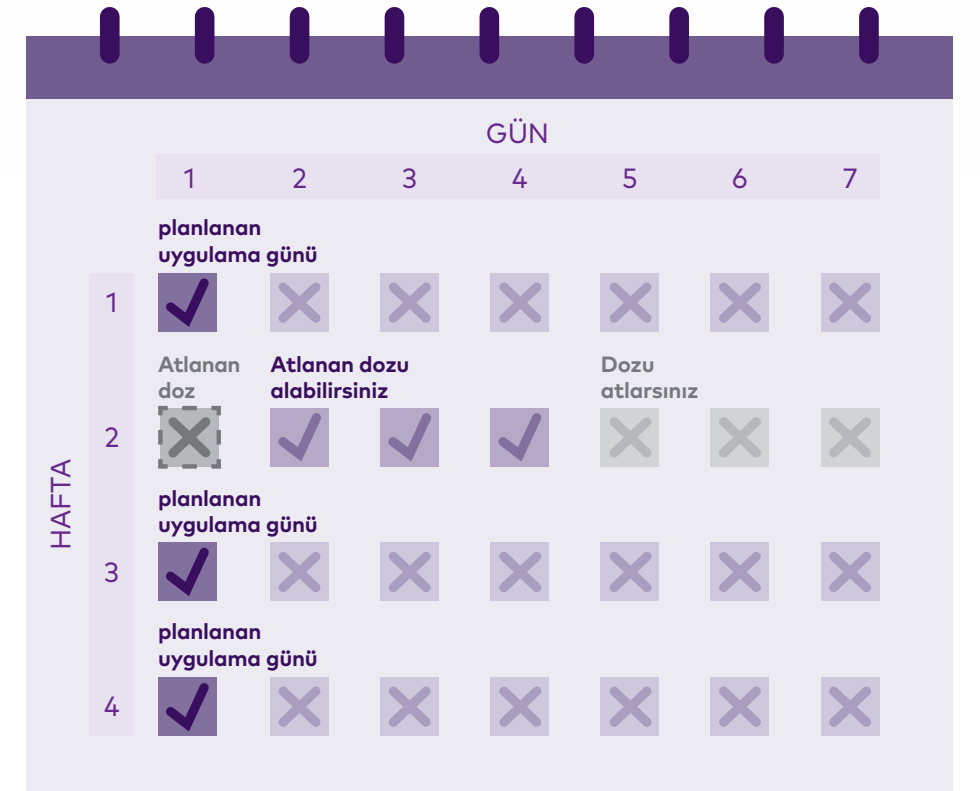 GÜN
1 2 3 4 5 6 7
planlanan
uygulama günü
1
Atlanan
doz
Atlanan dozu
alabilirsiniz
Dozu
atlarsınız
2
HAFTA
planlanan
uygulama günü
3
planlanan
uygulama günü
4